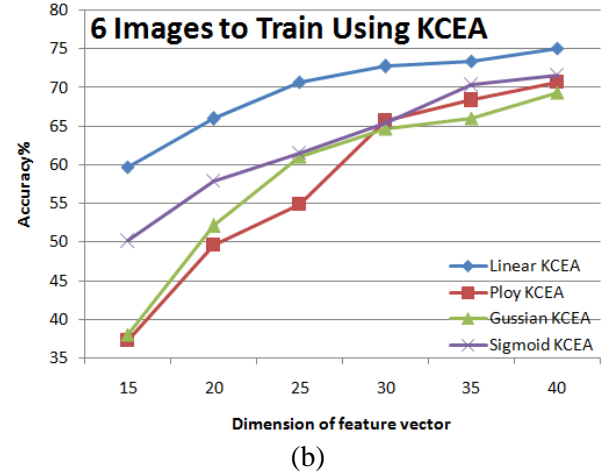 6 Images to Train Using KCEA
75
70
65
60
55
50
45
40
35
Accuracy%
Linear KCEA
Ploy KCEA
Gussian KCEA
Sigmoid KCEA
15 20 25 30 35 40
Dimension of feature vector
(b)